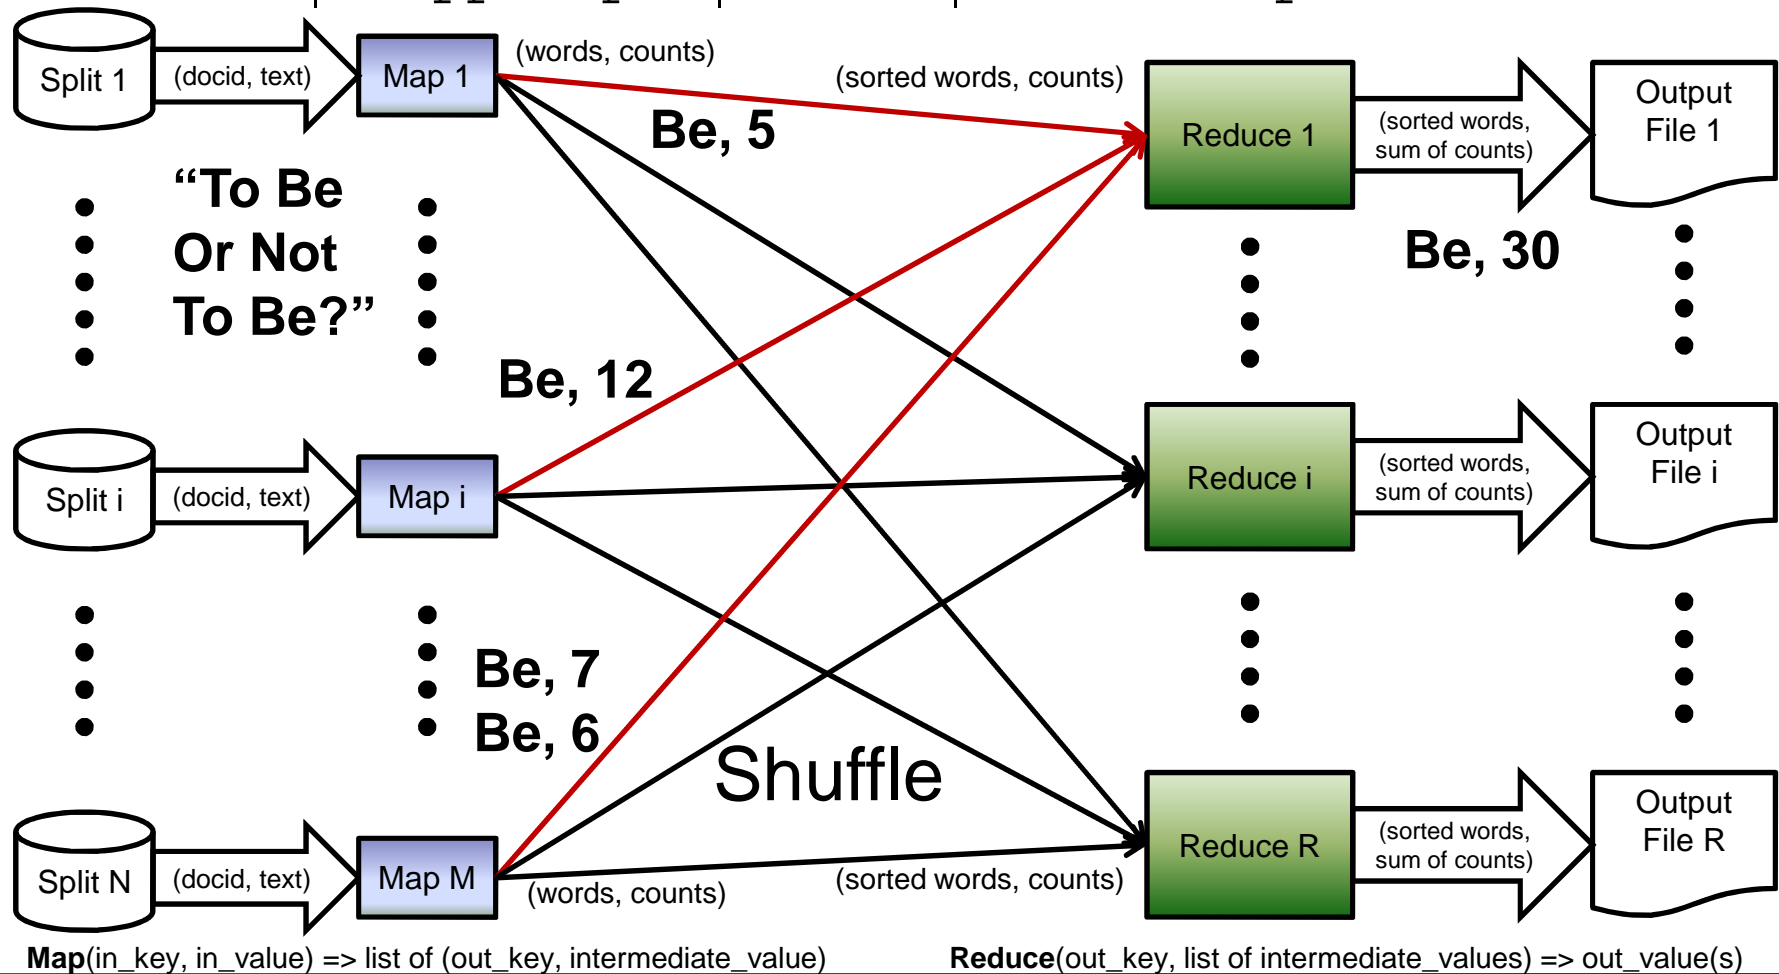 (words, counts)
(sorted words, counts)
Split 1
(docid, text)
Map 1
Be, 5
Reduce 1
(sorted words,
sum of counts)
Output
File 1
“To Be
Or Not
To Be?”
Be, 30
Be, 12
Split i
(docid, text)
Map i
Reduce i
(sorted words,
sum of counts)
Output
File i
Be, 7
Be, 6
Shuffle
Split N
(docid, text)
Map M
(words, counts)
(sorted words, counts)
Reduce R
(sorted words,
sum of counts)
Output
File R
Map(in_key, in_value) => list of (out_key, intermediate_value)
Reduce(out_key, list of intermediate_values) => out_value(s)